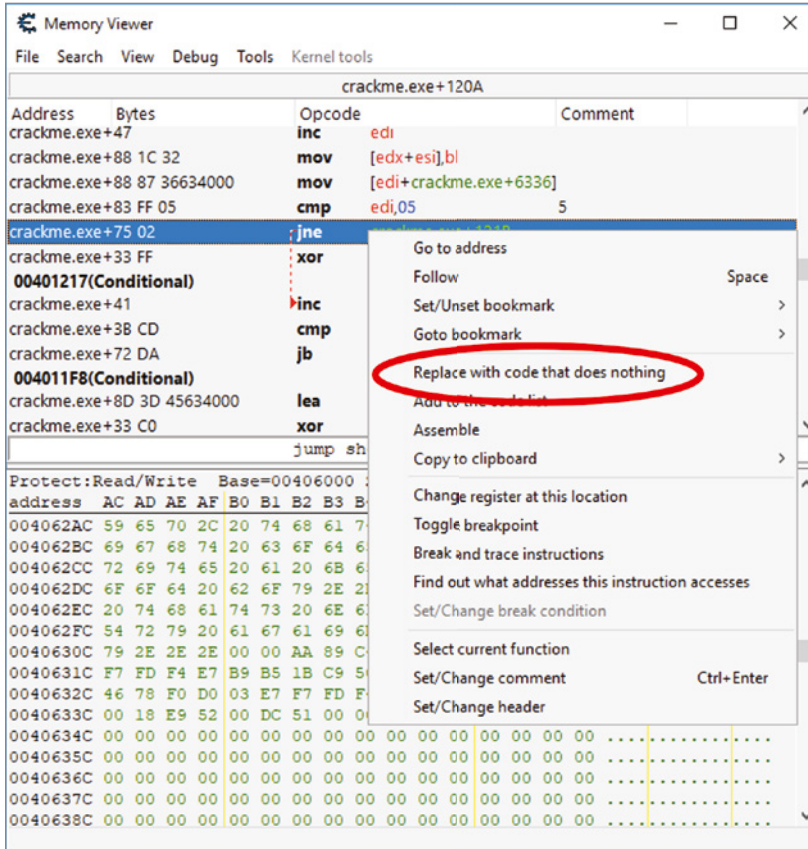 Memory Viewer
File Search View Debug Tools Kernel tools
crackme.exe+120A
Address Bytes Opcode Comment
crackme.exe+47 inc edi
crackme.exe+88 1C 32 mov [edx+esi],bl
crackme.exe+88 87 36634000 mov [edi+crackme.exe+6336]
crackme.exe+83 FF 05 cmp edi,05 5
crackme.exe+75 02 jne
crackme.exe+33 FF xor
00401217(Conditional)
crackme.exe+41 inc
crackme.exe+3B CD cmp
crackme.exe+72 DA jb
004011F8(Conditional)
crackme.exe+8D 3D 45634000 lea
crackme.exe+33 C0 xor
jump sh
Go to address
Follow Space
Set/Unset bookmark
Goto bookmark
Replace with code that does nothing
Add to the code list
Assemble
Copy to clipboard
Change register at this location
Toggle breakpoint
Break and trace instructions
Find out what addresses this instruction accesses
Set/Change break condition
Select current function
Set/Change comment Ctrl+Enter
Set/Change header
Protect:Read/Write Base=00406000
address AC AD AE AF B0 B1 B2 B3
004062AC 59 65 70 2C 20 74 68 61
004062BC 69 67 68 74 20 63 6F 64
004062CC 72 69 74 65 20 61 20 6B
004062DC 6F 6F 64 20 62 6F 79 2E
004062EC 20 74 68 61 74 73 20 6E
004062FC 54 72 79 20 61 67 61 69
0040630C 79 2E 2E 2E 00 00 AA 89
0040631C F7 FD F4 E7 B9 B5 1B C9
0040632C 46 78 F0 D0 03 E7 F7 FD
0040633C 00 18 E9 52 00 DC 51 00
0040634C 00 00 00 00 00 00 00 00 00 00 00 00 00 00 00 00 ................
0040635C 00 00 00 00 00 00 00 00 00 00 00 00 00 00 00 00 ................
0040636C 00 00 00 00 00 00 00 00 00 00 00 00 00 00 00 00 ................
0040637C 00 00 00 00 00 00 00 00 00 00 00 00 00 00 00 00 ................
0040638C 00 00 00 00 00 00 00 00 00 00 00 00 00 00 00 00 ................